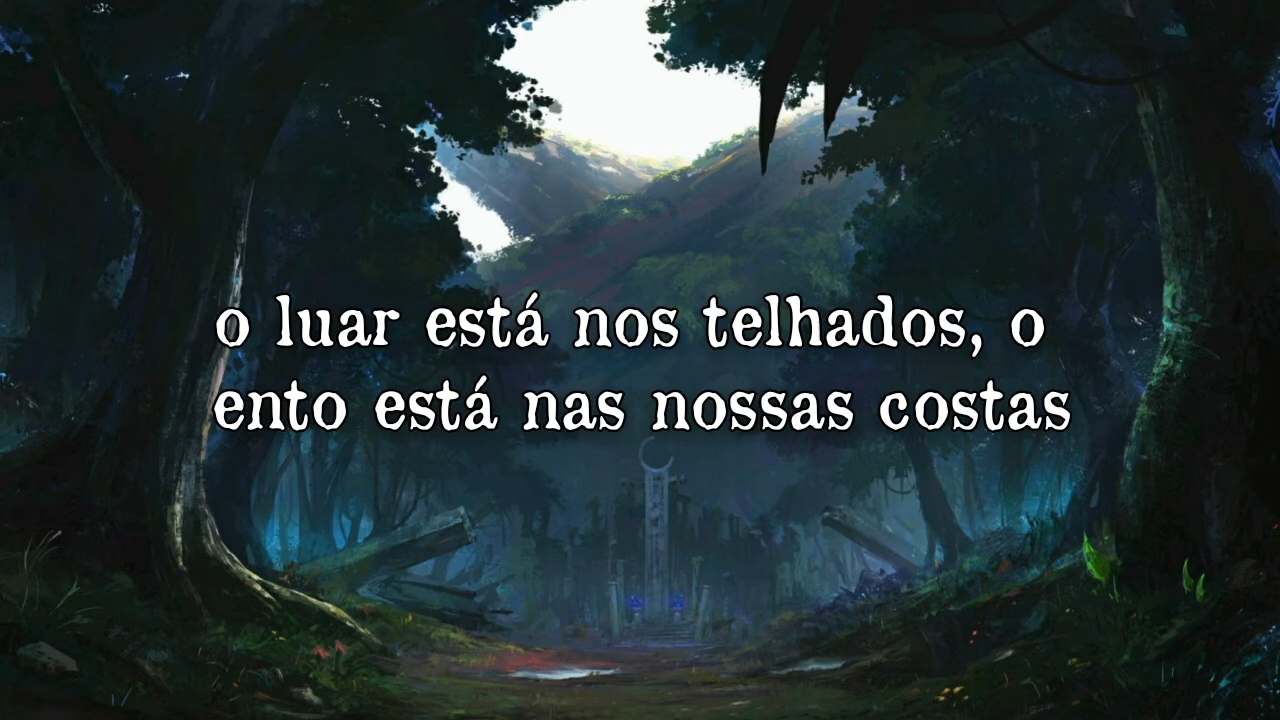 o luar está nos telhados, o
ento está nas nossas costas